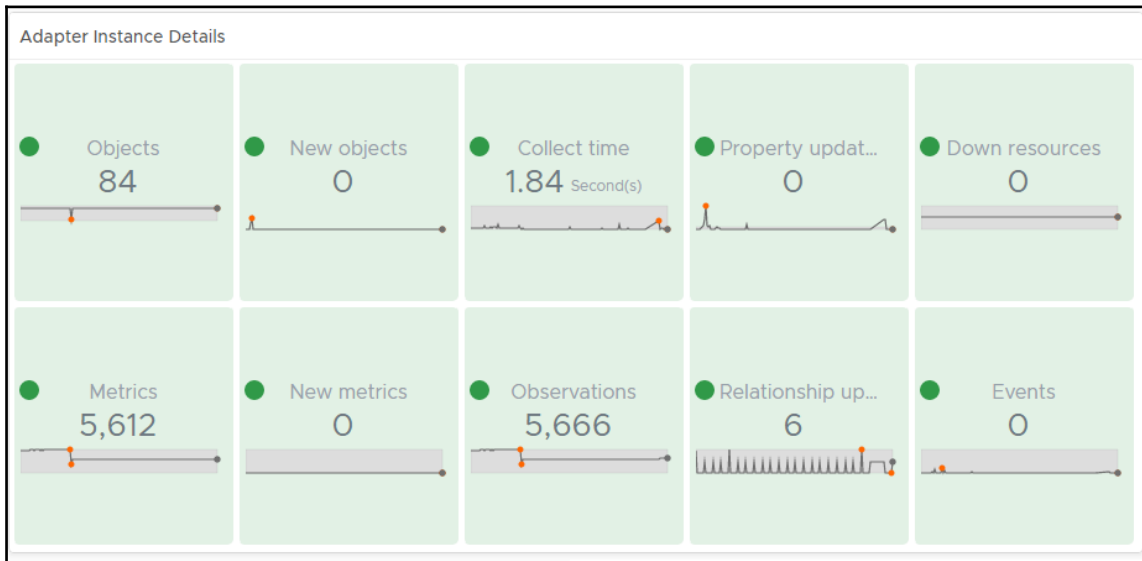 Adapter Instance Details
Objects
84
New objects
0
Collect time
1.84 Second(s)
Property updat...
0
Down resources
0
Metrics
5,612
New metrics
0
Observations
5,666
Relationship up...
6
Events
0